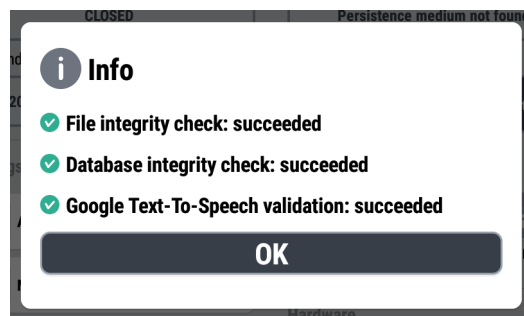 CLOSED
Persistence medium not found
Info
File integrity check: succeeded
Database integrity check: succeeded
Google Text-To-Speech validation: succeeded
OK
Hardware